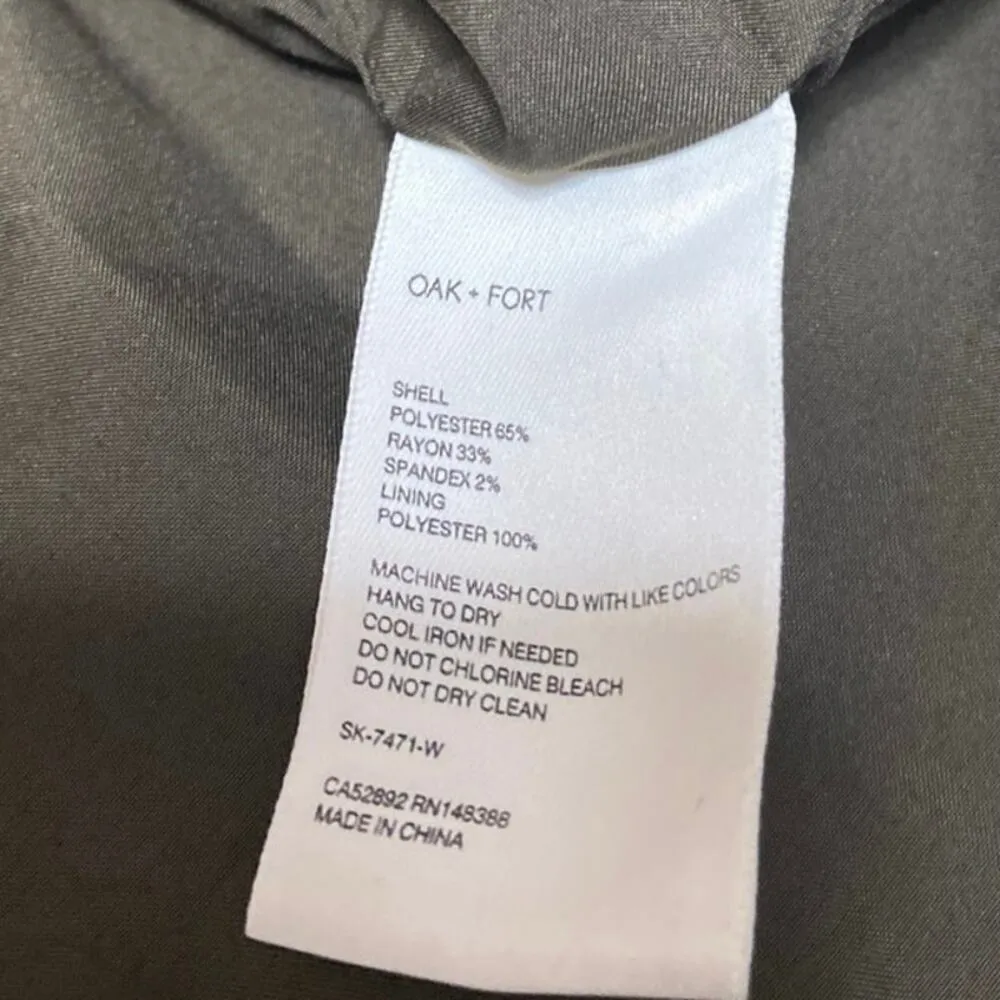 OAK + FORT
SHELL
POLYESTER 65%
RAYON 33%
SPANDEX 2%
LINING
POLYESTER 100%
MACHINE WASH COLD WITH LIKE COLORS
HANG TO DRY
COOL IRON IF NEEDED
DO NOT CHLORINE BLEACH
DO NOT DRY CLEAN
SK-7471-W
CA52892 RN148388
MADE IN CHINA